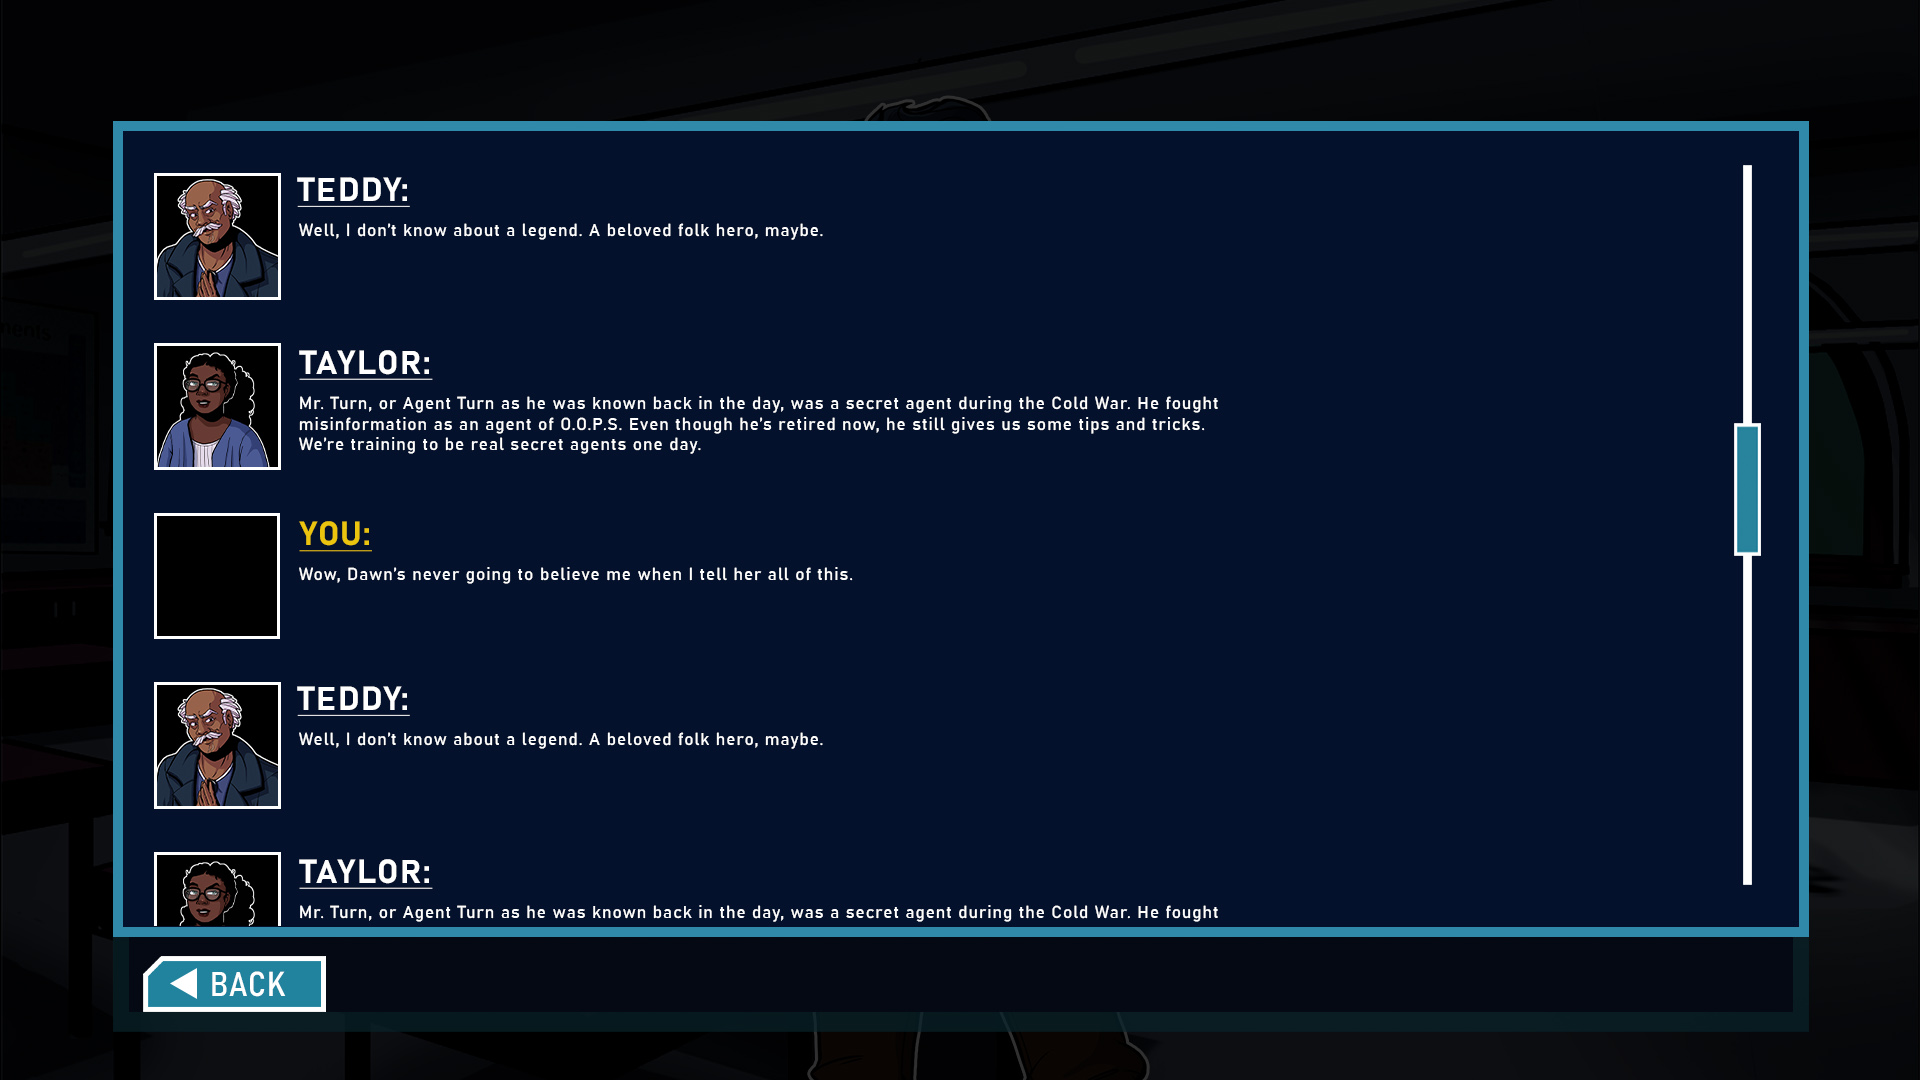 TEDDY:
Well, I don't know about a legend. A beloved folk hero, maybe.
TAYLOR:
Mr. Turn, or Agent Turn as he was known back in the day, was a secret agent during the Cold War. He fought
misinformation as an agent of O.O.P.S. Even though he's retired now, he still gives us some tips and tricks.
We're training to be real secret agents one day.
YOU:
Wow, Dawn's never going to believe me when I tell her all of this.
TEDDY:
Well, I don't know about a legend. A beloved folk hero, maybe.
TAYLOR:
Mr. Turn, or Agent Turn as he was known back in the day, was a secret agent during the Cold War. He fought
BACK